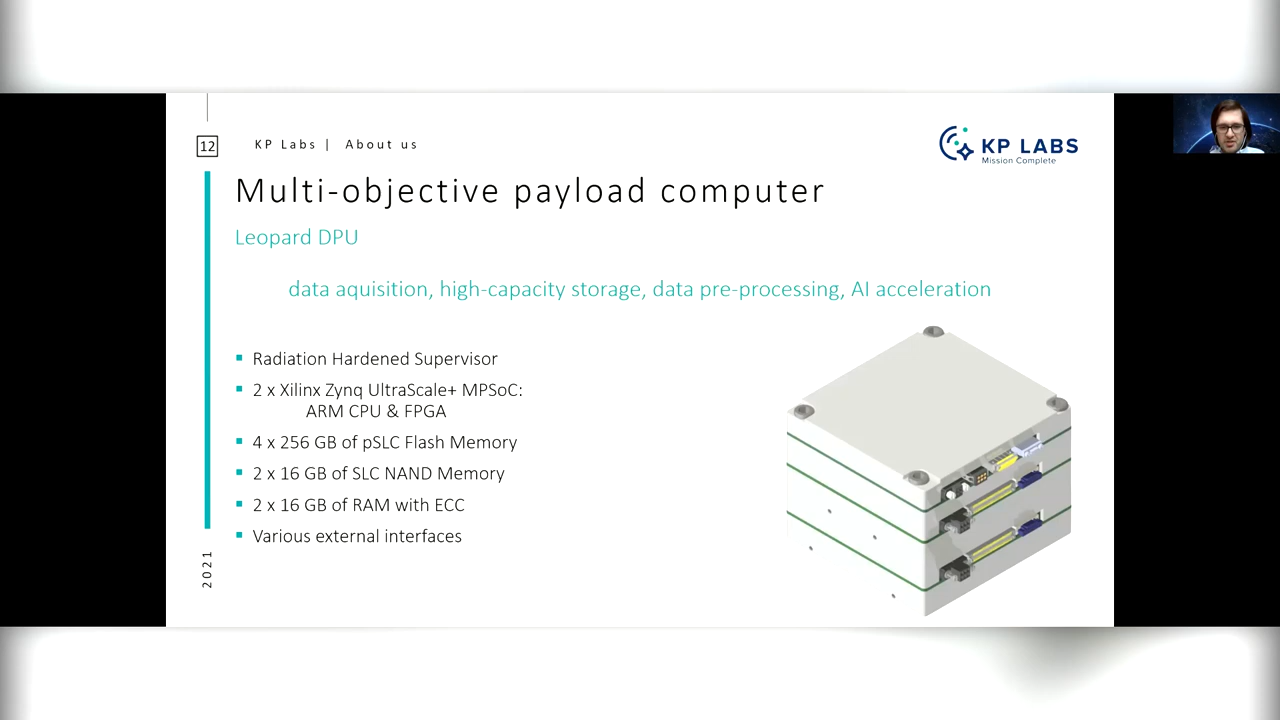 12
KP Labs | About us
KP LABS
Mission Complete
Multi-objective payload computer
Leopard DPU
data aquisition, high-capacity storage, data pre-processing, AI acceleration
▪ Radiation Hardened Supervisor
▪ 2 x Xilinx Zynq UltraScale+ MPSoC:
ARM CPU & FPGA
▪ 4 x 256 GB of pSLC Flash Memory
▪ 2 x 16 GB of SLC NAND Memory
▪ 2 x 16 GB of RAM with ECC
▪ Various external interfaces
2021